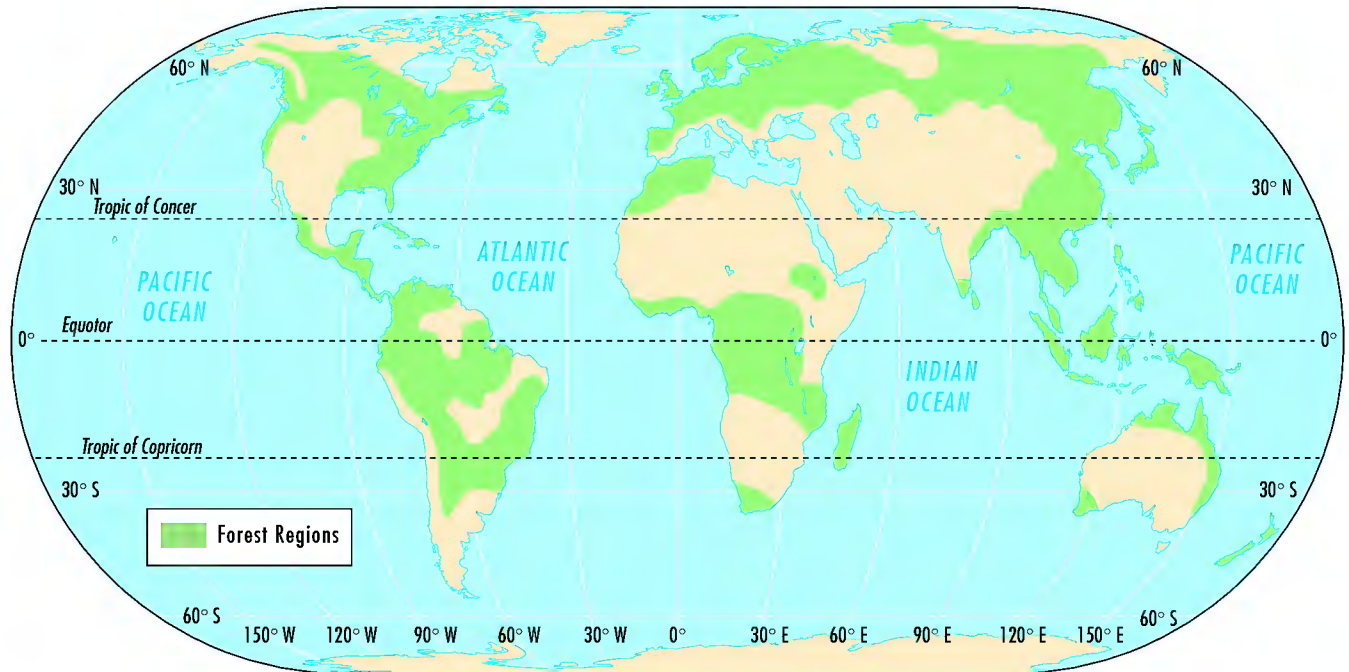 60° N
60° N
30° N
30° N
Tropic of Concer
ATLANTIC
OCEAN
PACIFIC
OCEAN
PACIFIC
OCEAN
Equotor
0°
0°
INDIAN
OCEAN
Tropic of Copricorn
30° S
30° S
Forest Regions
60° S
60° S
150° W 120° W 90° W 60° W 30° W 0° 30° E 60° E 90° E 120° E 150° E